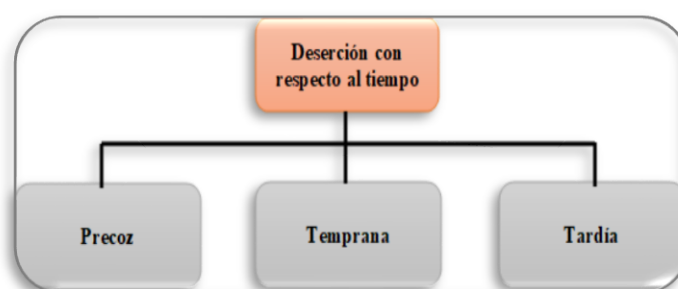 Deserción con
respecto al tiempo
Precoz
Temprana
Tardía